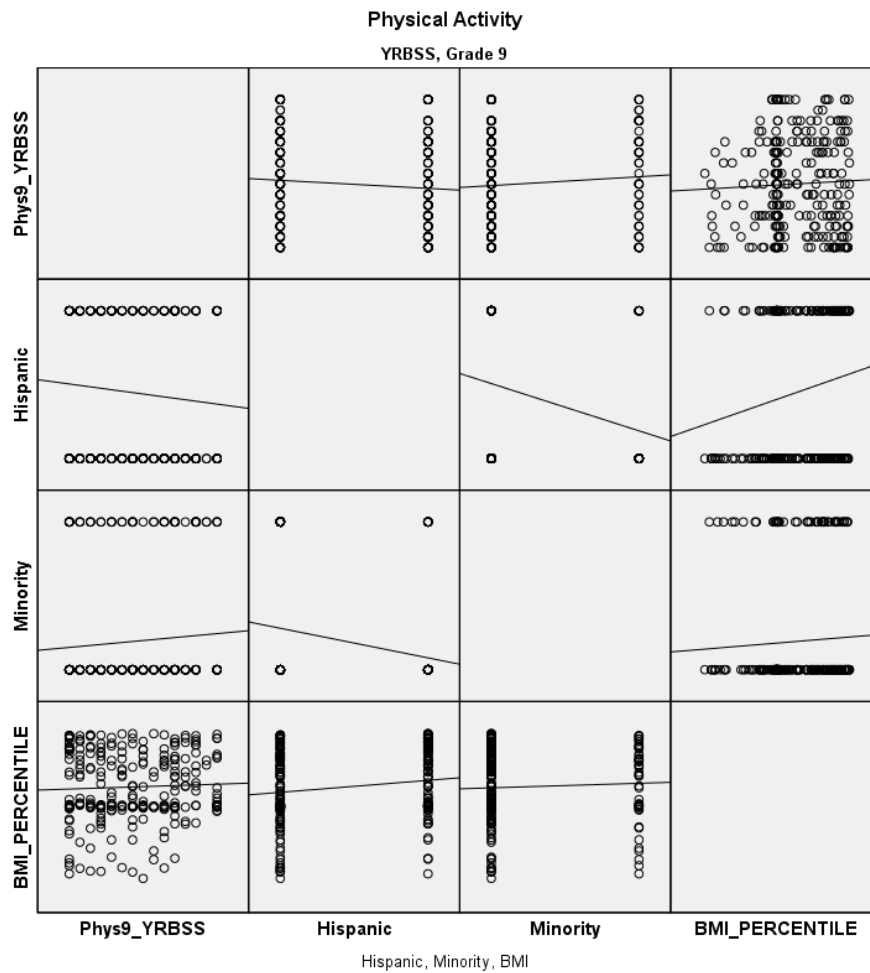 Physical Activity
YRBSS, Grade 9
Phys9_YRBSS
Hispanic
Minority
BMI_PERCENTILE
Phys9_YRBSS Hispanic Minority BMI_PERCENTILE
Hispanic, Minority, BMI